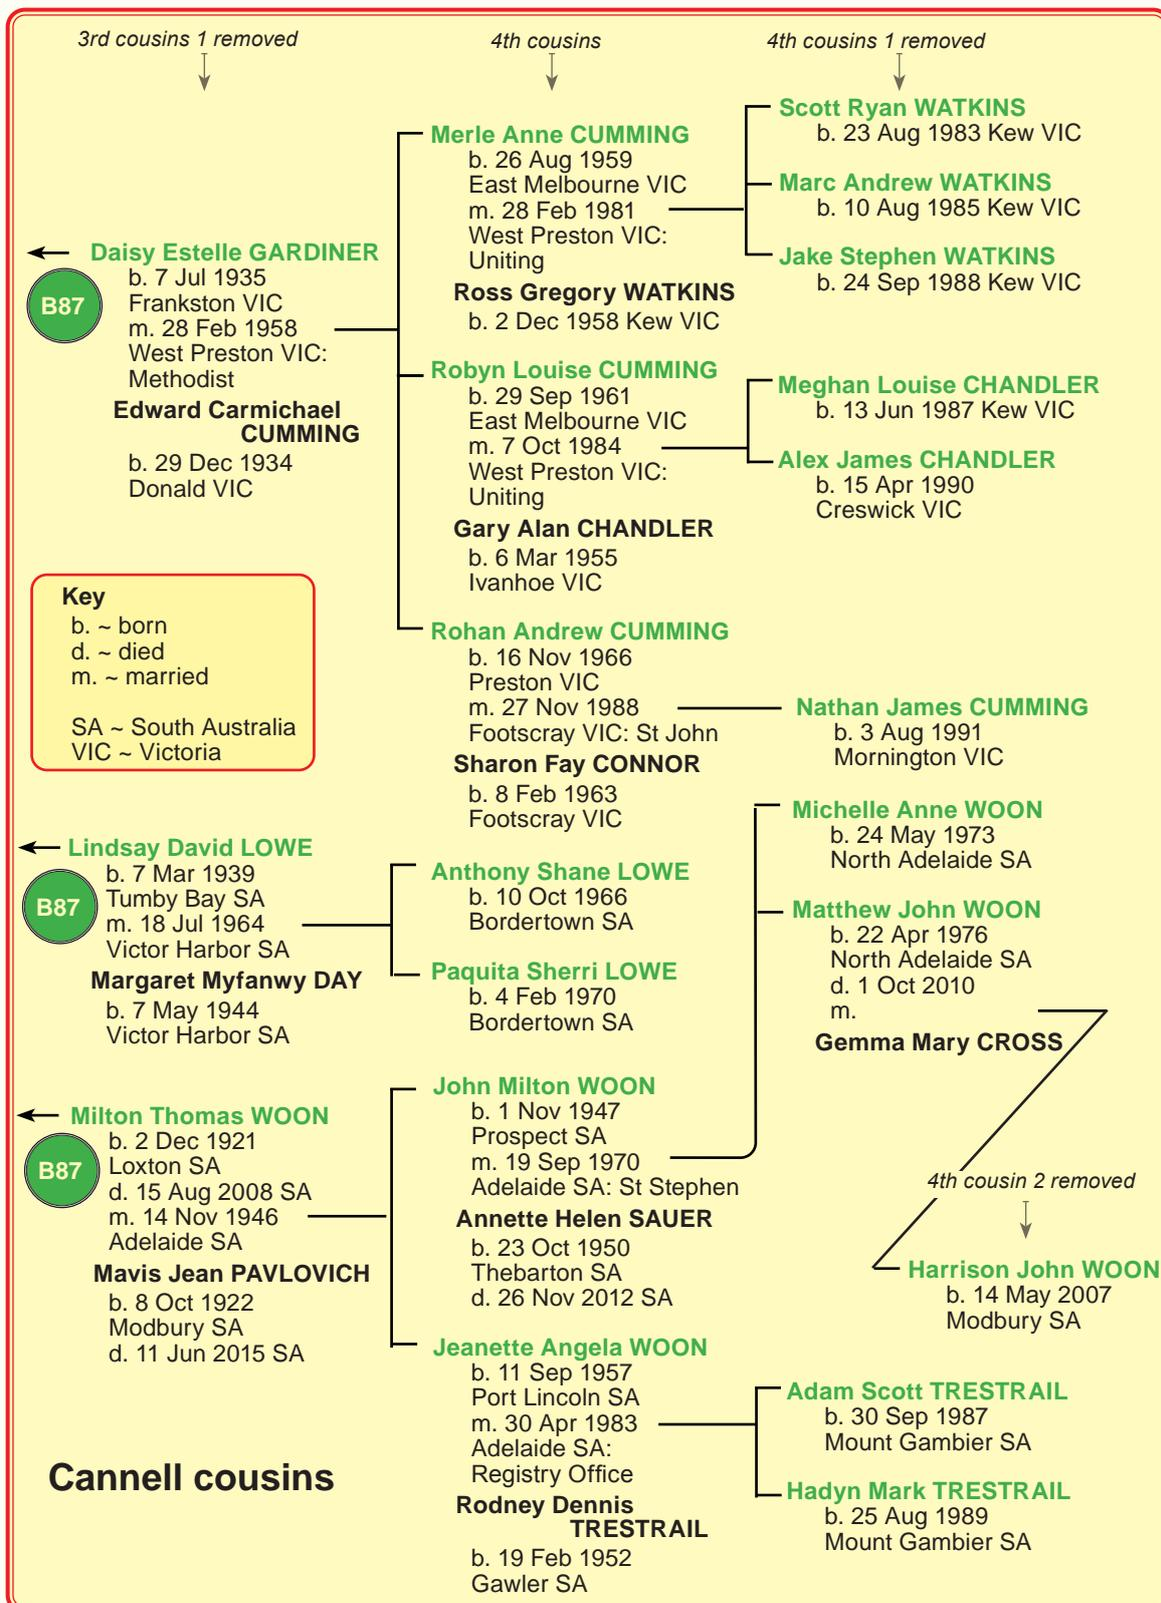 3rd cousins 1 removed
4th cousins
4th cousins 1 removed
Daisy Estelle GARDINER
B87
b. 7 Jul 1935
Frankston VIC
m. 28 Feb 1958
West Preston VIC:
Methodist
Edward Carmichael
CUMMING
b. 29 Dec 1934
Donald VIC
Merle Anne CUMMING
b. 26 Aug 1959
East Melbourne VIC
m. 28 Feb 1981
West Preston VIC:
Uniting
Ross Gregory WATKINS
b. 2 Dec 1958 Kew VIC
Scott Ryan WATKINS
b. 23 Aug 1983 Kew VIC
Marc Andrew WATKINS
b. 10 Aug 1985 Kew VIC
Jake Stephen WATKINS
b. 24 Sep 1988 Kew VIC
Robyn Louise CUMMING
b. 29 Sep 1961
East Melbourne VIC
m. 7 Oct 1984
West Preston VIC:
Uniting
Gary Alan CHANDLER
b. 6 Mar 1955
Ivanhoe VIC
Meghan Louise CHANDLER
b. 13 Jun 1987 Kew VIC
Alex James CHANDLER
b. 15 Apr 1990
Creswick VIC
Key
b. ~ born
d. ~ died
m. ~ married
SA ~ South Australia
VIC ~ Victoria
Rohan Andrew CUMMING
b. 16 Nov 1966
Preston VIC
m. 27 Nov 1988
Footscray VIC: St John
Sharon Fay CONNOR
b. 8 Feb 1963
Footscray VIC
Nathan James CUMMING
b. 3 Aug 1991
Mornington VIC
Lindsay David LOWE
B87
b. 7 Mar 1939
Tumby Bay SA
m. 18 Jul 1964
Victor Harbor SA
Margaret Myfanwy DAY
b. 7 May 1944
Victor Harbor SA
Anthony Shane LOWE
b. 10 Oct 1966
Bordertown SA
Paquita Sherri LOWE
b. 4 Feb 1970
Bordertown SA
Michelle Anne WOON
b. 24 May 1973
North Adelaide SA
Matthew John WOON
b. 22 Apr 1976
North Adelaide SA
d. 1 Oct 2010
m.
Gemma Mary CROSS
Milton Thomas WOON
B87
b. 2 Dec 1921
Loxton SA
d. 15 Aug 2008 SA
m. 14 Nov 1946
Adelaide SA
Mavis Jean PAVLOVICH
b. 8 Oct 1922
Modbury SA
d. 11 Jun 2015 SA
John Milton WOON
b. 1 Nov 1947
Prospect SA
m. 19 Sep 1970
Adelaide SA: St Stephen
Annette Helen SAUER
b. 23 Oct 1950
Thebarton SA
d. 26 Nov 2012 SA
4th cousin 2 removed
Harrison John WOON
b. 14 May 2007
Modbury SA
Jeanette Angela WOON
b. 11 Sep 1957
Port Lincoln SA
m. 30 Apr 1983
Adelaide SA:
Registry Office
Rodney Dennis
TRESTRAIL
b. 19 Feb 1952
Gawler SA
Adam Scott TRESTRAIL
b. 30 Sep 1987
Mount Gambier SA
Hadyn Mark TRESTRAIL
b. 25 Aug 1989
Mount Gambier SA
Cannell cousins